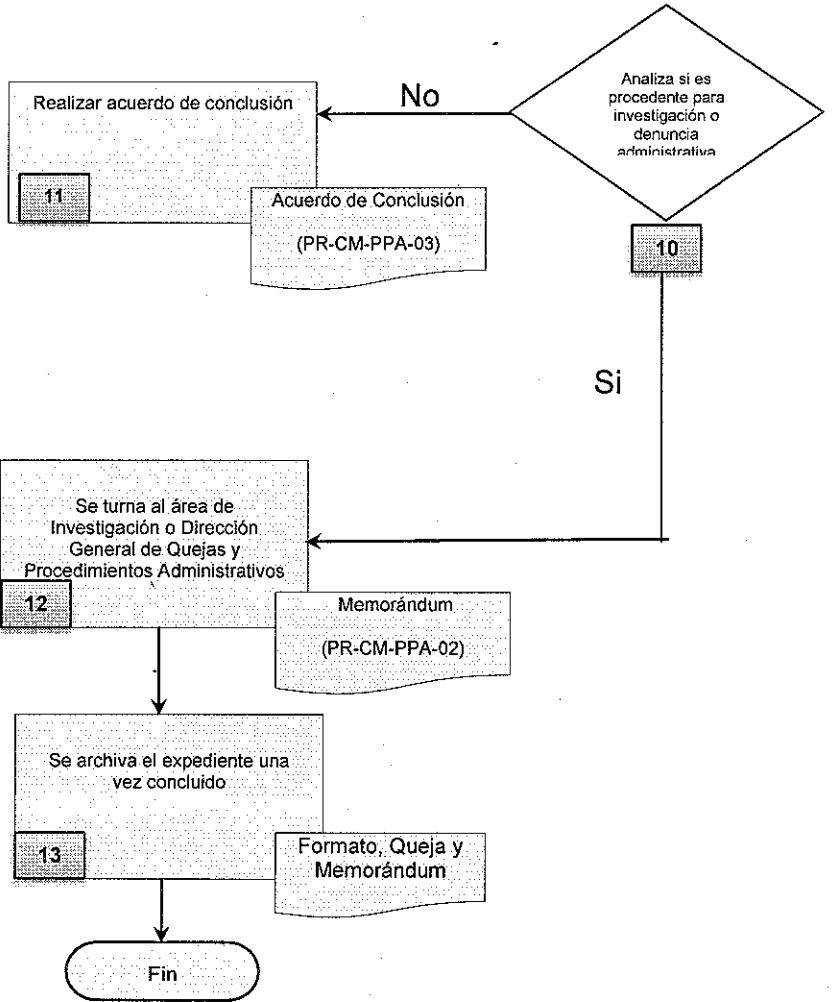 Analiza si es
procedente para
investigación o
denuncia
administrativa
10
No
Realizar acuerdo de conclusión
11
Acuerdo de Conclusión
(PR-CM-PPA-03)
Si
Se turna al área de
Investigación o Dirección
General de Quejas y
Procedimientos Administrativos
12
Memorándum
(PR-CM-PPA-02)
Se archiva el expediente una
vez concluído
13
Formato, Queja y
Memorándum
Fin